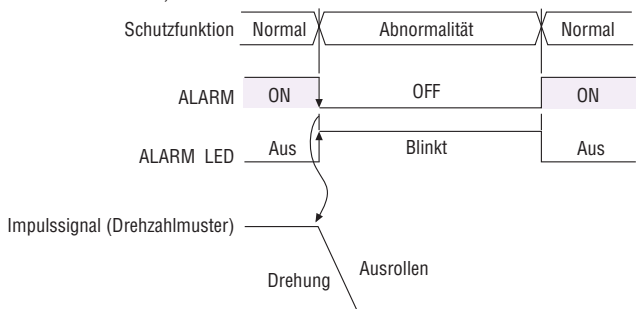 Schutzfunktion Normal Abnormalität Normal
ALARM ON OFF ON
ALARM LED Aus Blinkt Aus
Impulssignal (Drehzahlmuster)
Drehung Ausrollen